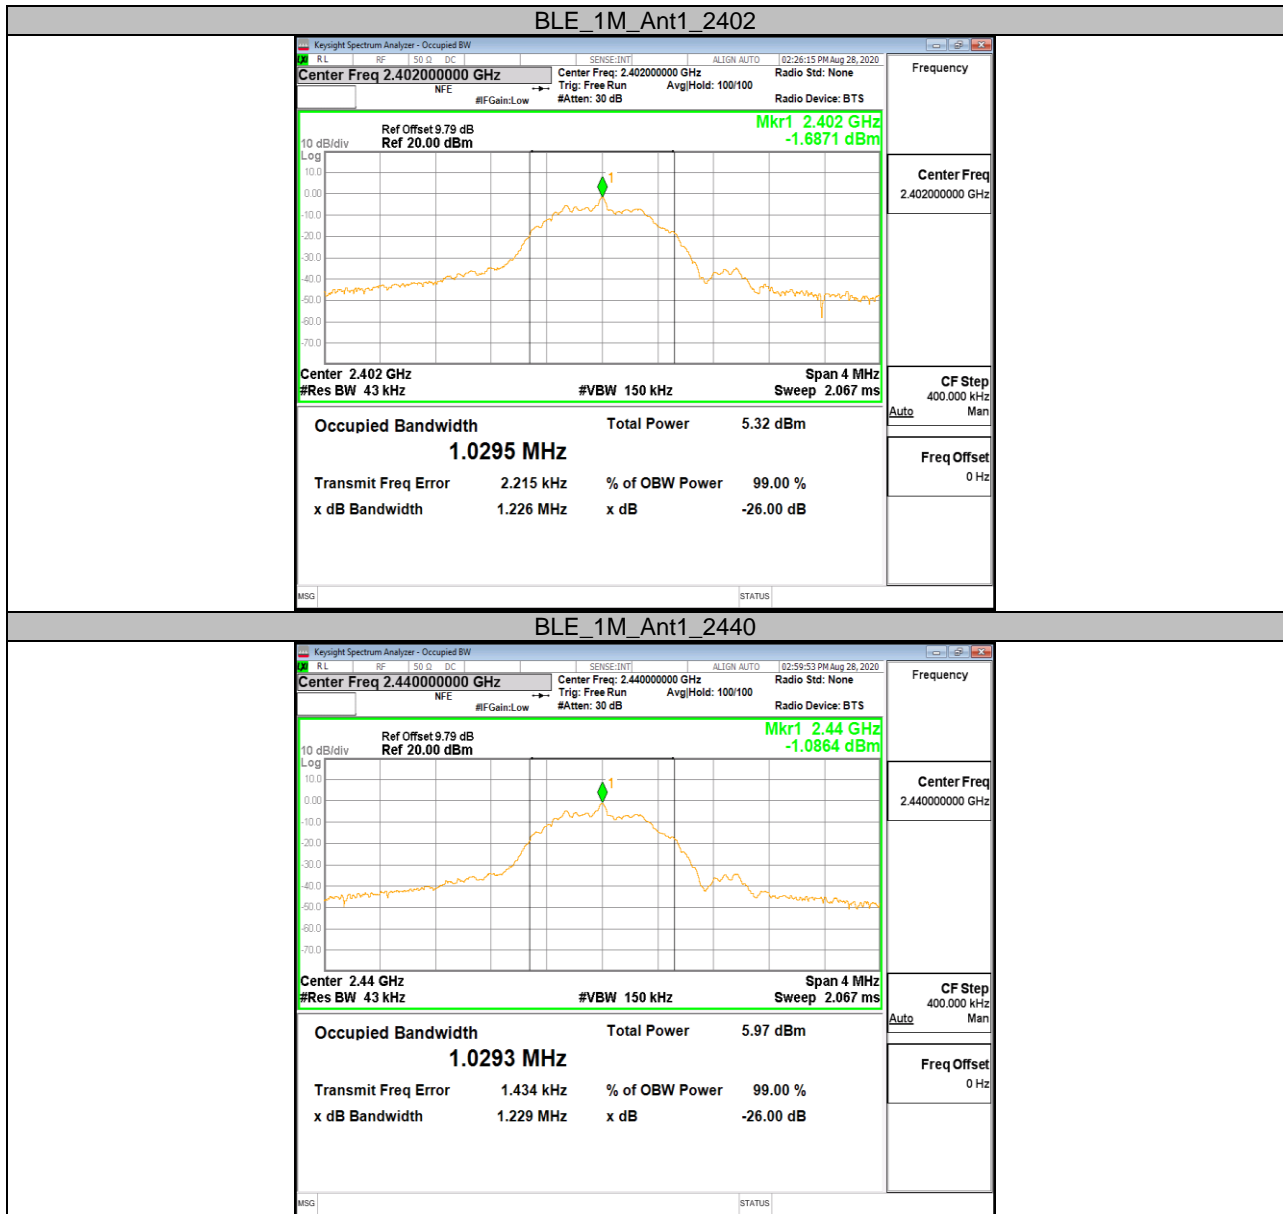 BLE_1M_Ant1_2402
Keysight Spectrum Analyzer - Occupied BW
LXI RL RF 50 Ω DC SENSE:INT ALIGN AUTO 02:26:15 PM Aug 28, 2020
Center Freq 2.402000000 GHz Center Freq: 2.402000000 GHz Radio Std: None
NFE Trig: Free Run Avg|Hold: 100/100
#IFGain:Low #Atten: 30 dB Radio Device: BTS
Frequency
Mkr1 2.402 GHz
-1.6871 dBm
Ref Offset 9.79 dB
10 dB/div Ref 20.00 dBm
Log
10.0
0.00
-10.0
-20.0
-30.0
-40.0
-50.0
-60.0
-70.0
1
Center 2.402 GHz Span 4 MHz
#Res BW 43 kHz #VBW 150 kHz Sweep 2.067 ms
Center Freq
2.402000000 GHz
CF Step
400.000 kHz
Auto Man
Freq Offset
0 Hz
Occupied Bandwidth Total Power 5.32 dBm
1.0295 MHz
Transmit Freq Error 2.215 kHz % of OBW Power 99.00 %
x dB Bandwidth 1.226 MHz x dB -26.00 dB
MSG STATUS
BLE_1M_Ant1_2440
Keysight Spectrum Analyzer - Occupied BW
LXI RL RF 50 Ω DC SENSE:INT ALIGN AUTO 02:59:53 PM Aug 28, 2020
Center Freq 2.440000000 GHz Center Freq: 2.440000000 GHz Radio Std: None
NFE Trig: Free Run Avg|Hold: 100/100
#IFGain:Low #Atten: 30 dB Radio Device: BTS
Frequency
Mkr1 2.44 GHz
-1.0864 dBm
Ref Offset 9.79 dB
10 dB/div Ref 20.00 dBm
Log
10.0
0.00
-10.0
-20.0
-30.0
-40.0
-50.0
-60.0
-70.0
1
Center 2.44 GHz Span 4 MHz
#Res BW 43 kHz #VBW 150 kHz Sweep 2.067 ms
Center Freq
2.440000000 GHz
CF Step
400.000 kHz
Auto Man
Freq Offset
0 Hz
Occupied Bandwidth Total Power 5.97 dBm
1.0293 MHz
Transmit Freq Error 1.434 kHz % of OBW Power 99.00 %
x dB Bandwidth 1.229 MHz x dB -26.00 dB
MSG STATUS